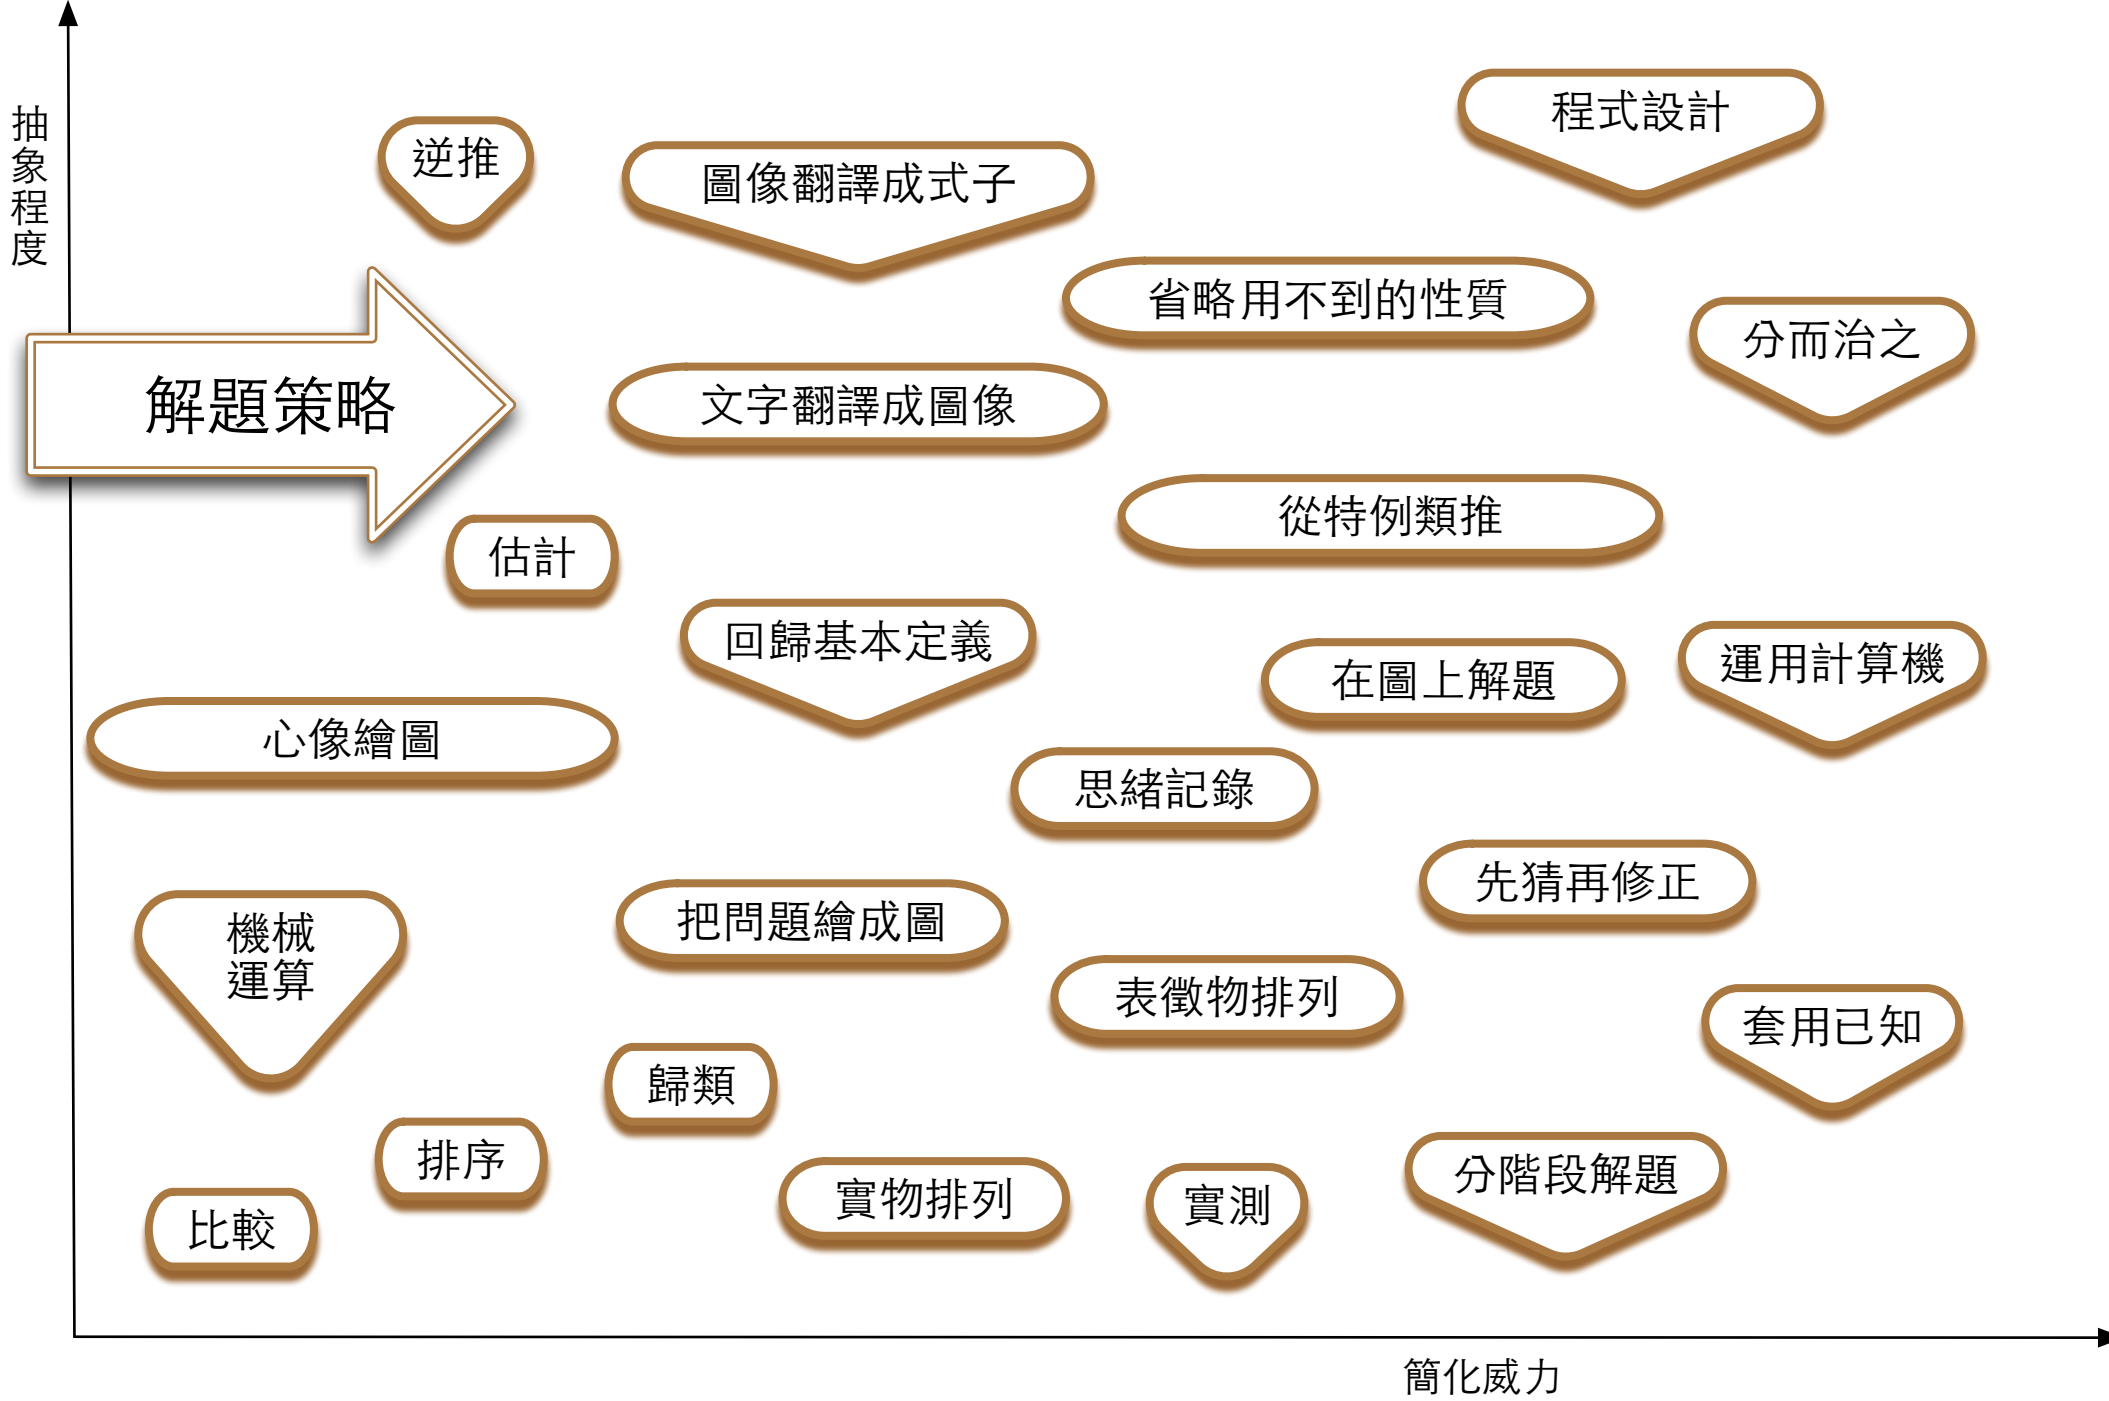 抽象程度
程式設計
逆推
圖像翻譯成式子
省略用不到的性質
分而治之
解題策略
文字翻譯成圖像
從特例類推
估計
回歸基本定義
在圖上解題
運用計算機
心像繪圖
思緒記錄
先猜再修正
機械
運算
把問題繪成圖
表徵物排列
套用已知
歸類
排序
分階段解題
實物排列
實測
比較
簡化威力